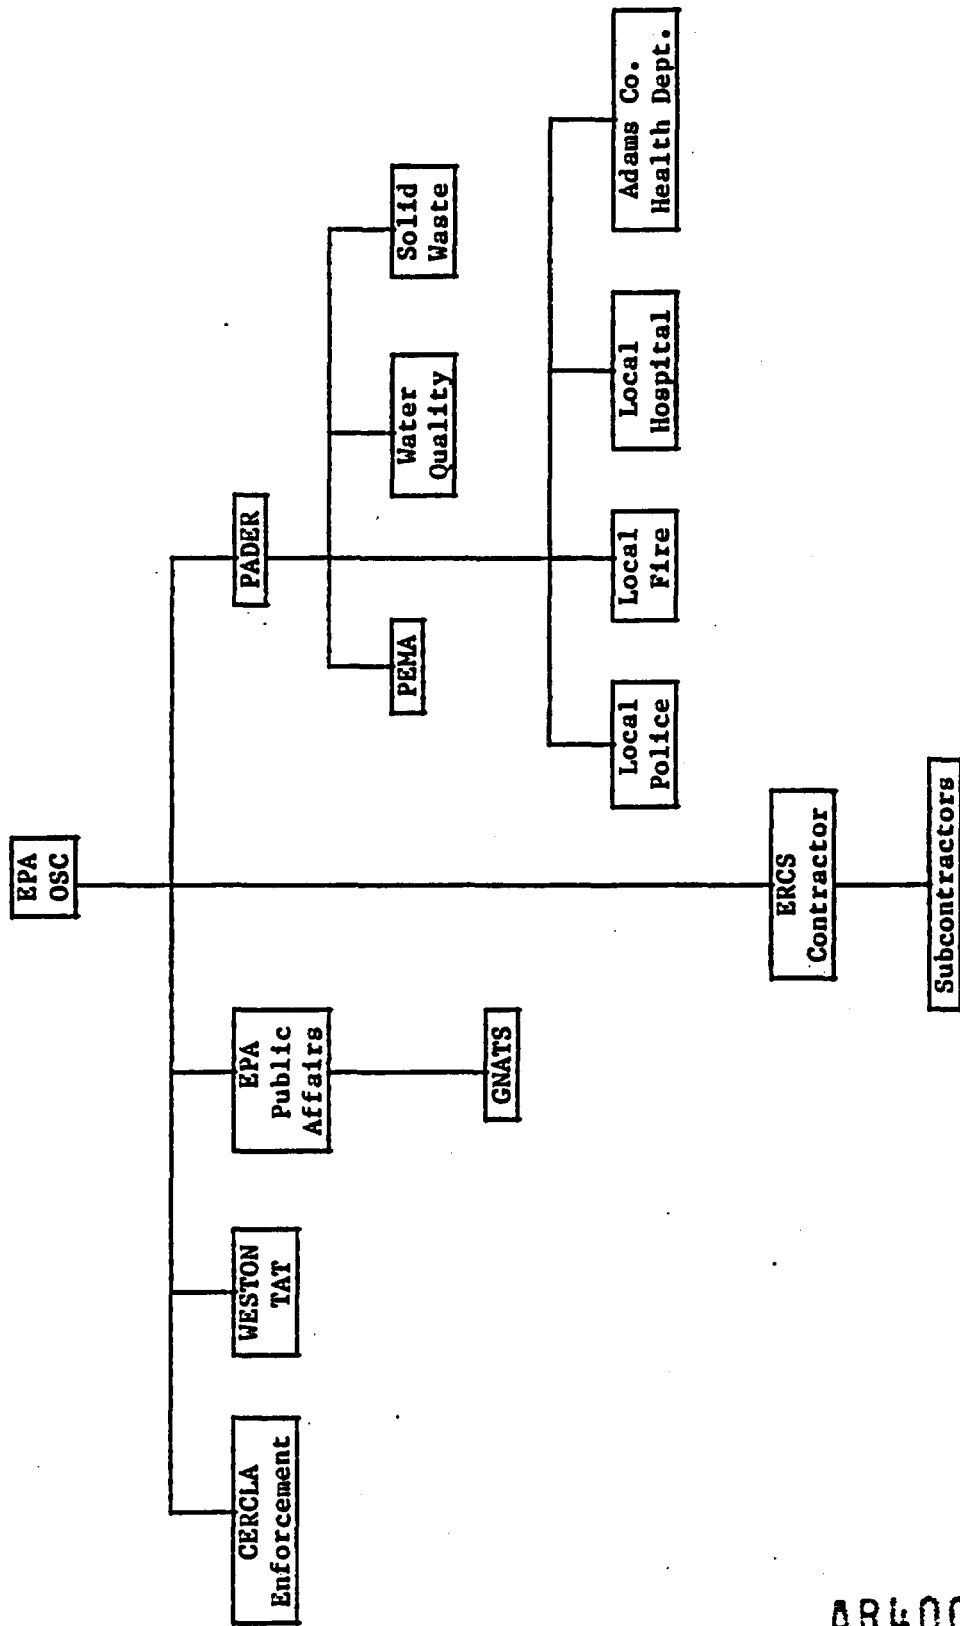 EPA
OSC
CERCLA
Enforcement
WESTON
TAT
EPA
Public
Affairs
PADER
GNATS
PEMA
Water
Quality
Solid
Waste
Local
Police
Local
Fire
Local
Hospital
Adams Co.
Health Dept.
ERCS
Contractor
Subcontractors